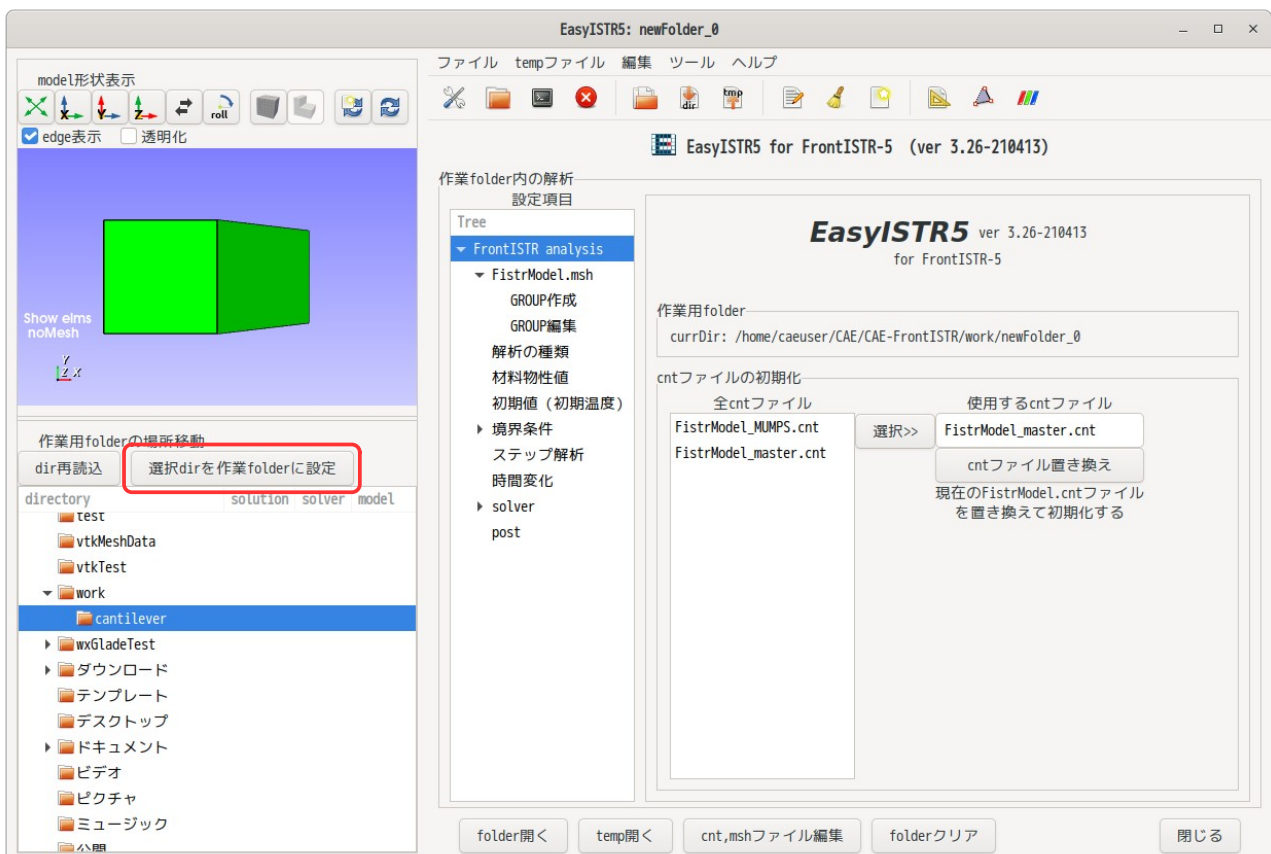 EasyISTR5: newFolder_0
model形状表示
X
Y
Z
roll
edge表示
透明化
Show elms
noMesh
Y
Z X
作業用folderの場所移動
dir再読込
選択dirを作業folderに設定
directory solution solver model
test
vtkMeshData
vtkTest
work
cantilever
wxGladeTest
ダウンロード
テンプレート
デスクトップ
ドキュメント
ビデオ
ピクチャ
ミュージック
公開
ファイル tempファイル 編集 ツール ヘルプ
dir
tmp
EasyISTR5 for FrontISTR-5 (ver 3.26-210413)
作業folder内の解析
設定項目
Tree
FrontISTR analysis
FistrModel.msh
GROUP作成
GROUP編集
解析の種類
材料物性値
初期値（初期温度）
境界条件
ステップ解析
時間変化
solver
post
EasyISTR5 ver 3.26-210413
for FrontISTR-5
作業用folder
currDir: /home/caeuser/CAE/CAE-FrontISTR/work/newFolder_0
cntファイルの初期化
全cntファイル
FistrModel_MUMPS.cnt
FistrModel_master.cnt
選択>>
使用するcntファイル
FistrModel_master.cnt
cntファイル置き換え
現在のFistrModel.cntファイル
を置き換えて初期化する
folder開く
temp開く
cnt,mshファイル編集
folderクリア
閉じる